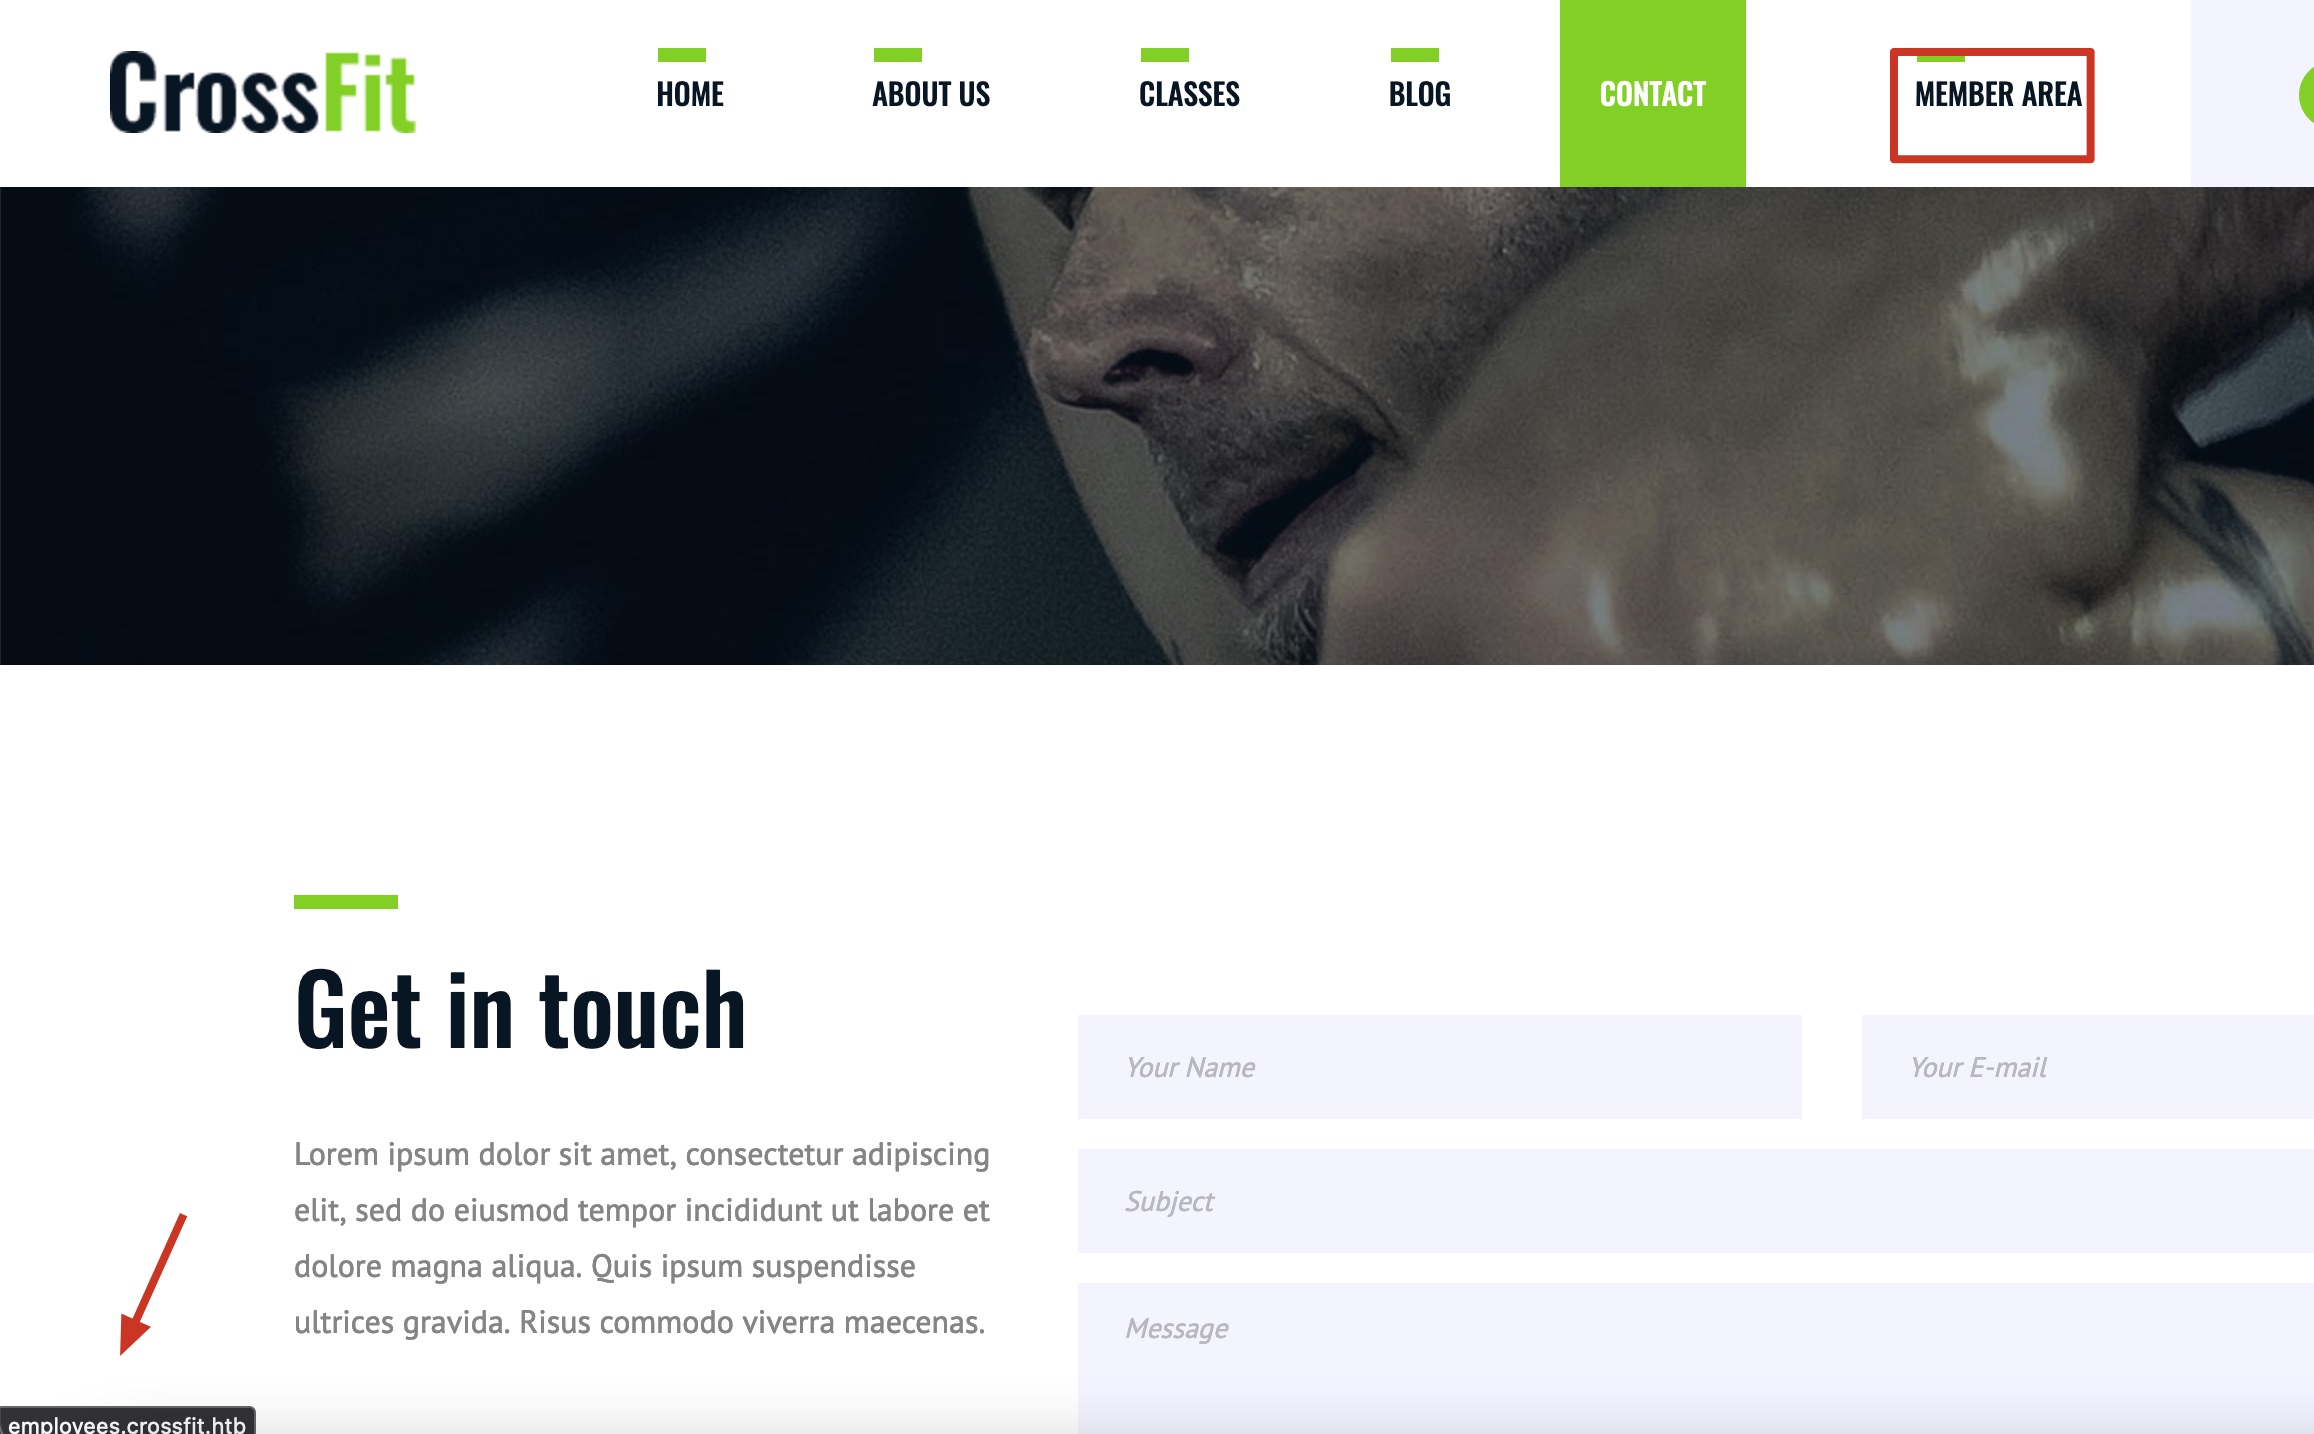 CrossFit
HOME
ABOUT US
CLASSES
BLOG
CONTACT
MEMBER AREA
Get in touch
Lorem ipsum dolor sit amet, consectetur adipiscing
elit, sed do eiusmod tempor incididunt ut labore et
dolore magna aliqua. Quis ipsum suspendisse
ultrices gravida. Risus commodo viverra maecenas.
Your Name
Your E-mail
Subject
Message
employees.crossfit.htb